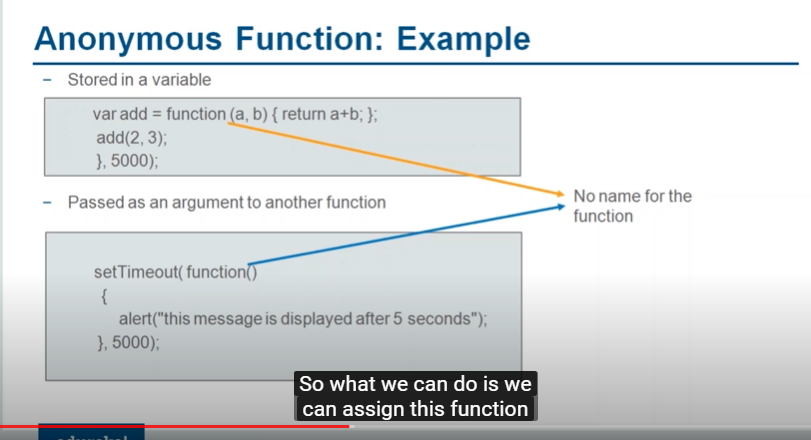 Anonymous Function: Example
– Stored in a variable
var add = function (a, b) { return a+b; };
add(2, 3);
}, 5000);
– Passed as an argument to another function
No name for the
function
setTimeout( function()
{
alert("this message is displayed after 5 seconds");
}, 5000);
So what we can do is we
can assign this function